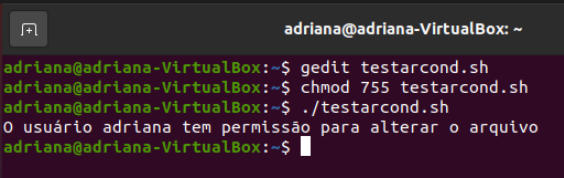 adriana@adriana-VirtualBox: ~
adriana@adriana-VirtualBox:~$ gedit testarcond.sh
adriana@adriana-VirtualBox:~$ chmod 755 testarcond.sh
adriana@adriana-VirtualBox:~$ ./testarcond.sh
O usuário adriana tem permissão para alterar o arquivo
adriana@adriana-VirtualBox:~$